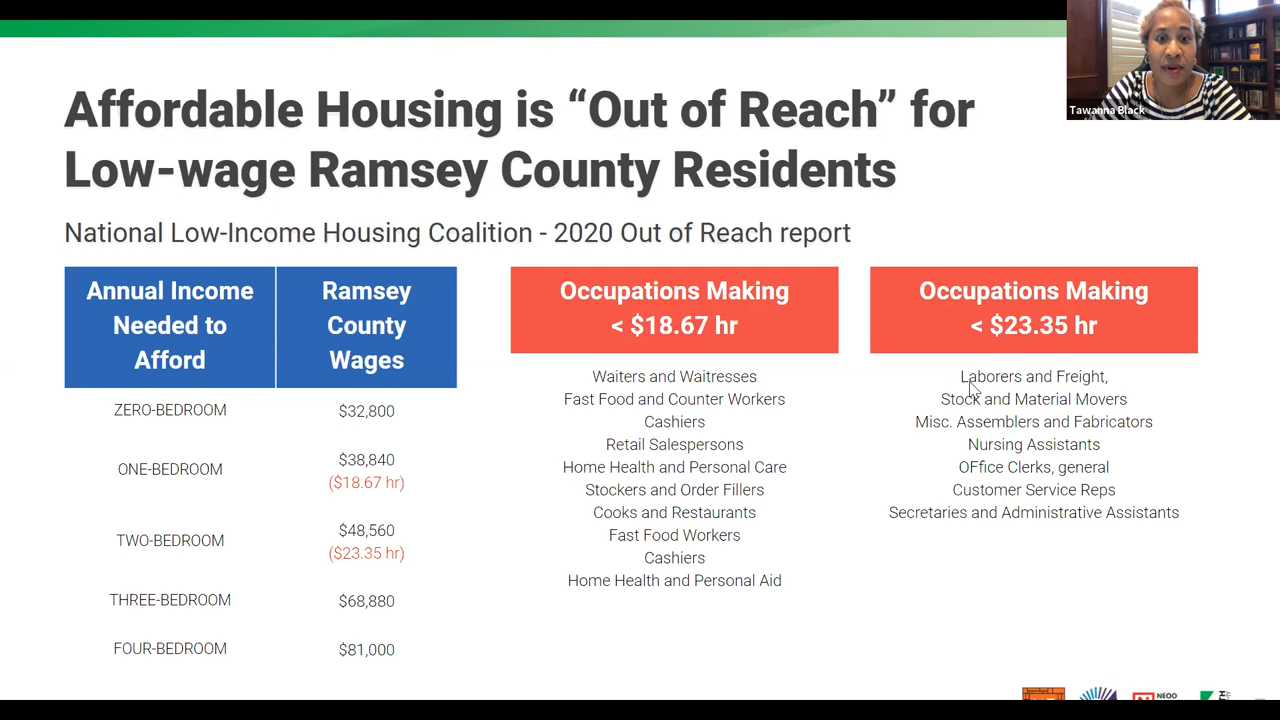 Tawanna Black
Affordable Housing is “Out of Reach” for
Low-wage Ramsey County Residents
National Low-Income Housing Coalition - 2020 Out of Reach report
Annual Income
Needed to
Afford
Ramsey
County
Wages
ZERO-BEDROOM $32,800
ONE-BEDROOM $38,840
($18.67 hr)
TWO-BEDROOM $48,560
($23.35 hr)
THREE-BEDROOM $68,880
FOUR-BEDROOM $81,000
Occupations Making
< $18.67 hr
Waiters and Waitresses
Fast Food and Counter Workers
Cashiers
Retail Salespersons
Home Health and Personal Care
Stockers and Order Fillers
Cooks and Restaurants
Fast Food Workers
Cashiers
Home Health and Personal Aid
Occupations Making
< $23.35 hr
Laborers and Freight,
Stock and Material Movers
Misc. Assemblers and Fabricators
Nursing Assistants
OFfice Clerks, general
Customer Service Reps
Secretaries and Administrative Assistants
NEOO